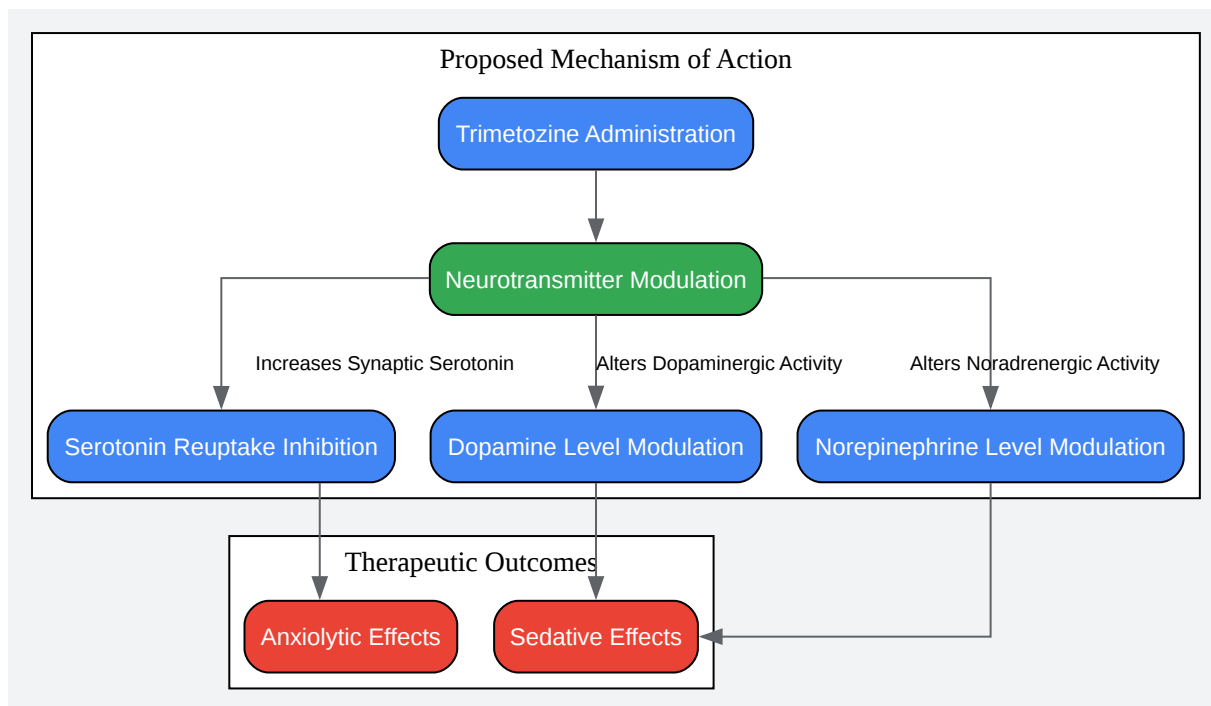 Proposed Mechanism of Action
Trimetozine Administration
Neurotransmitter Modulation
Increases Synaptic Serotonin
Alters Dopaminergic Activity
Alters Noradrenergic Activity
Serotonin Reuptake Inhibition
Dopamine Level Modulation
Norepinephrine Level Modulation
Therapeutic Outcomes
Anxiolytic Effects
Sedative Effects